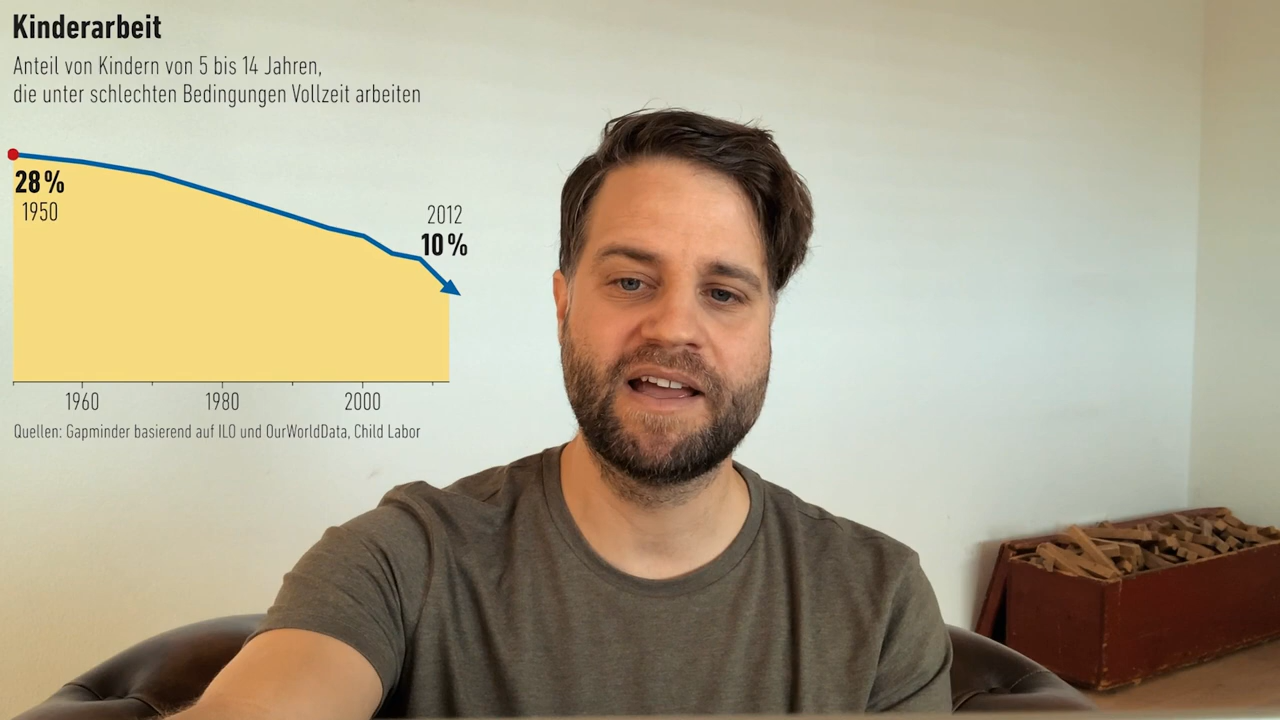 Kinderarbeit
Anteil von Kindern von 5 bis 14 Jahren,
die unter schlechten Bedingungen Vollzeit arbeiten
28 %
1950
2012
10 %
1960 1980 2000
Quellen: Gapminder basierend auf ILO und OurWorldData, Child Labor